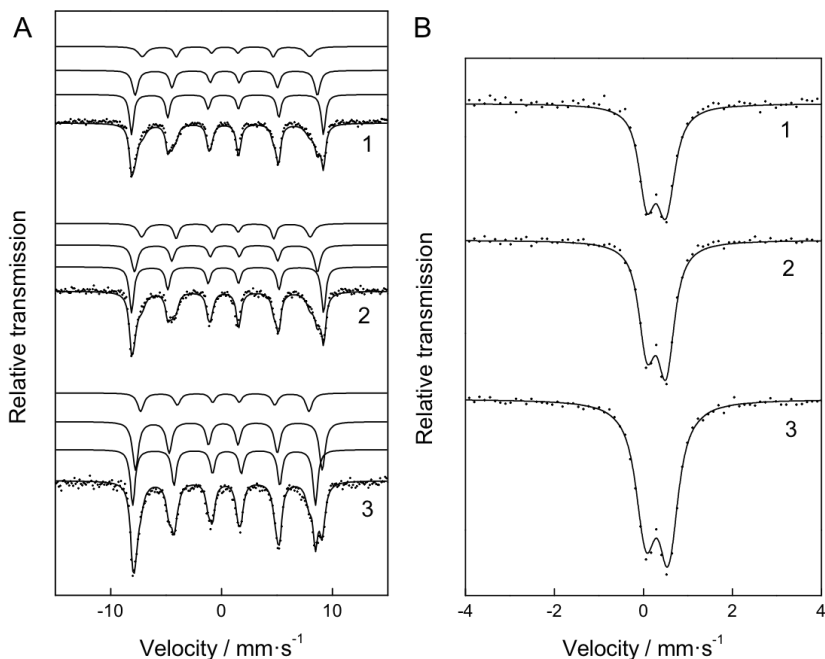 A
B
1
2
3
1
2
3
Relative transmission
Relative transmission
-10
0
10
-4
-2
0
2
4
Velocity / mm·s⁻¹
Velocity / mm·s⁻¹